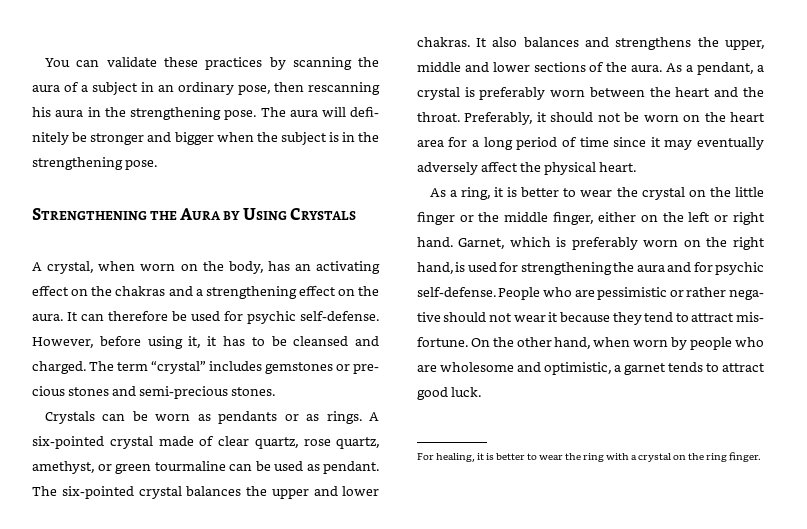 You can validate these practices by scanning the
aura of a subject in an ordinary pose, then rescanning
his aura in the strengthening pose. The aura will defi-
nitely be stronger and bigger when the subject is in the
strengthening pose.
Strengthening the Aura by Using Crystals
A crystal, when worn on the body, has an activating
effect on the chakras and a strengthening effect on the
aura. It can therefore be used for psychic self-defense.
However, before using it, it has to be cleansed and
charged. The term “crystal” includes gemstones or pre-
cious stones and semi-precious stones.
Crystals can be worn as pendants or as rings. A
six-pointed crystal made of clear quartz, rose quartz,
amethyst, or green tourmaline can be used as pendant.
The six-pointed crystal balances the upper and lower
chakras. It also balances and strengthens the upper,
middle and lower sections of the aura. As a pendant, a
crystal is preferably worn between the heart and the
throat. Preferably, it should not be worn on the heart
area for a long period of time since it may eventually
adversely affect the physical heart.
As a ring, it is better to wear the crystal on the little
finger or the middle finger, either on the left or right
hand. Garnet, which is preferably worn on the right
hand, is used for strengthening the aura and for psychic
self-defense. People who are pessimistic or rather nega-
tive should not wear it because they tend to attract mis-
fortune. On the other hand, when worn by people who
are wholesome and optimistic, a garnet tends to attract
good luck.
For healing, it is better to wear the ring with a crystal on the ring finger.